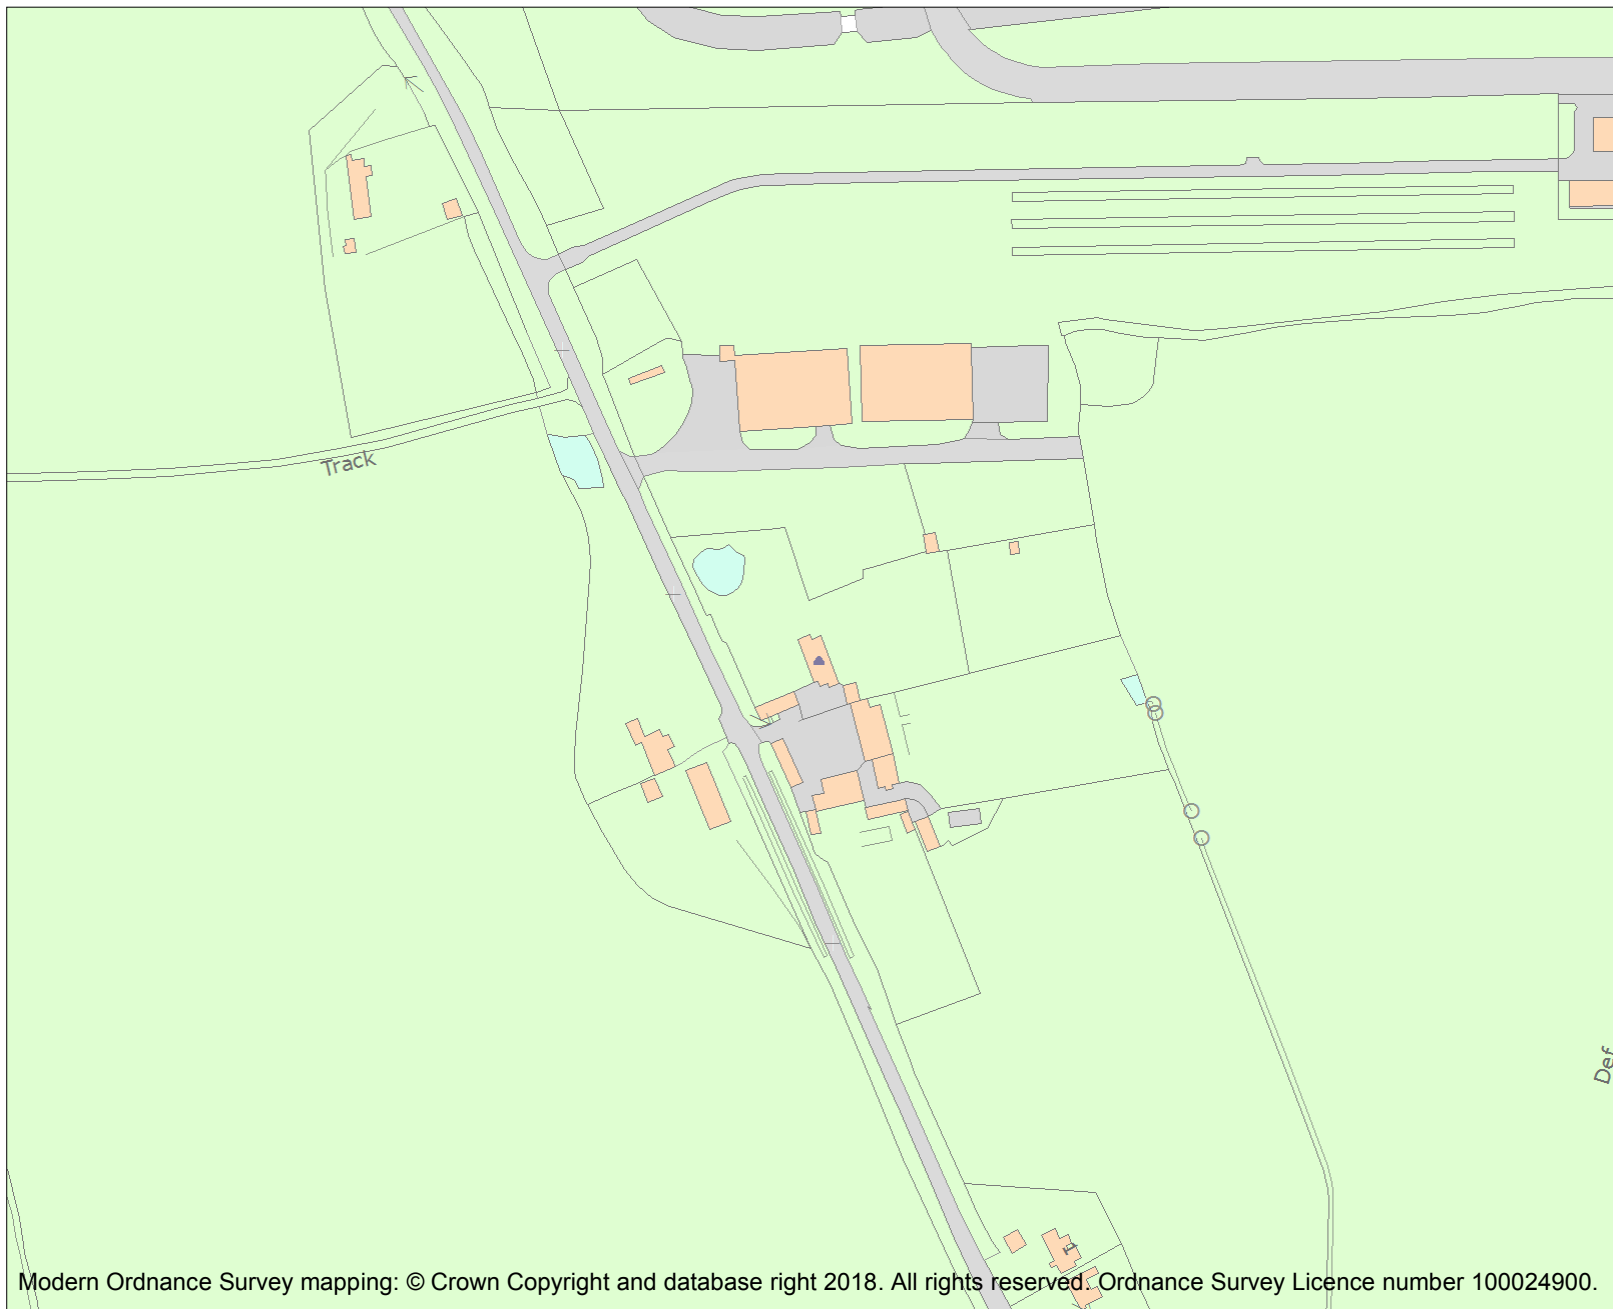 Track
Def
Modern Ordnance Survey mapping: © Crown Copyright and database right 2018. All rights reserved. Ordnance Survey Licence number 100024900.